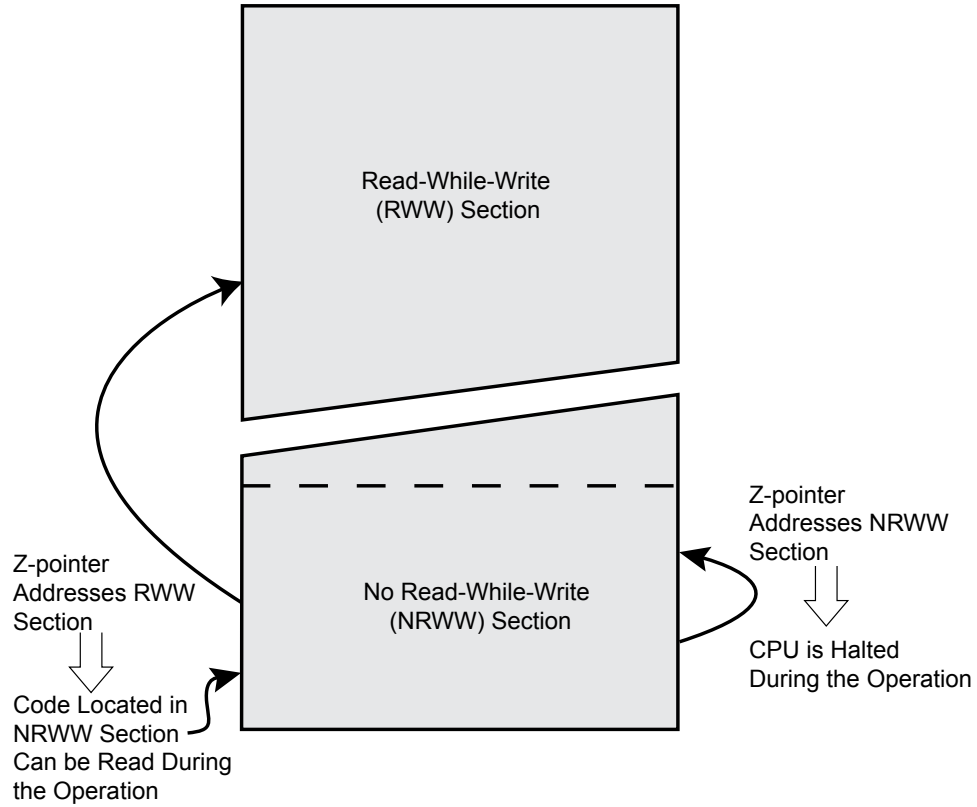 Read-While-Write
(RWW) Section
Z-pointer
Addresses RWW
Section
Code Located in
NRWW Section
Can be Read During
the Operation
No Read-While-Write
(NRWW) Section
Z-pointer
Addresses NRWW
Section
CPU is Halted
During the Operation